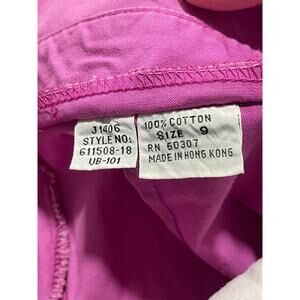 J1406
STYLE NO:
611508-18
UB-101
100% COTTON
SIZE 9
RN 60307
MADE IN HONG KONG